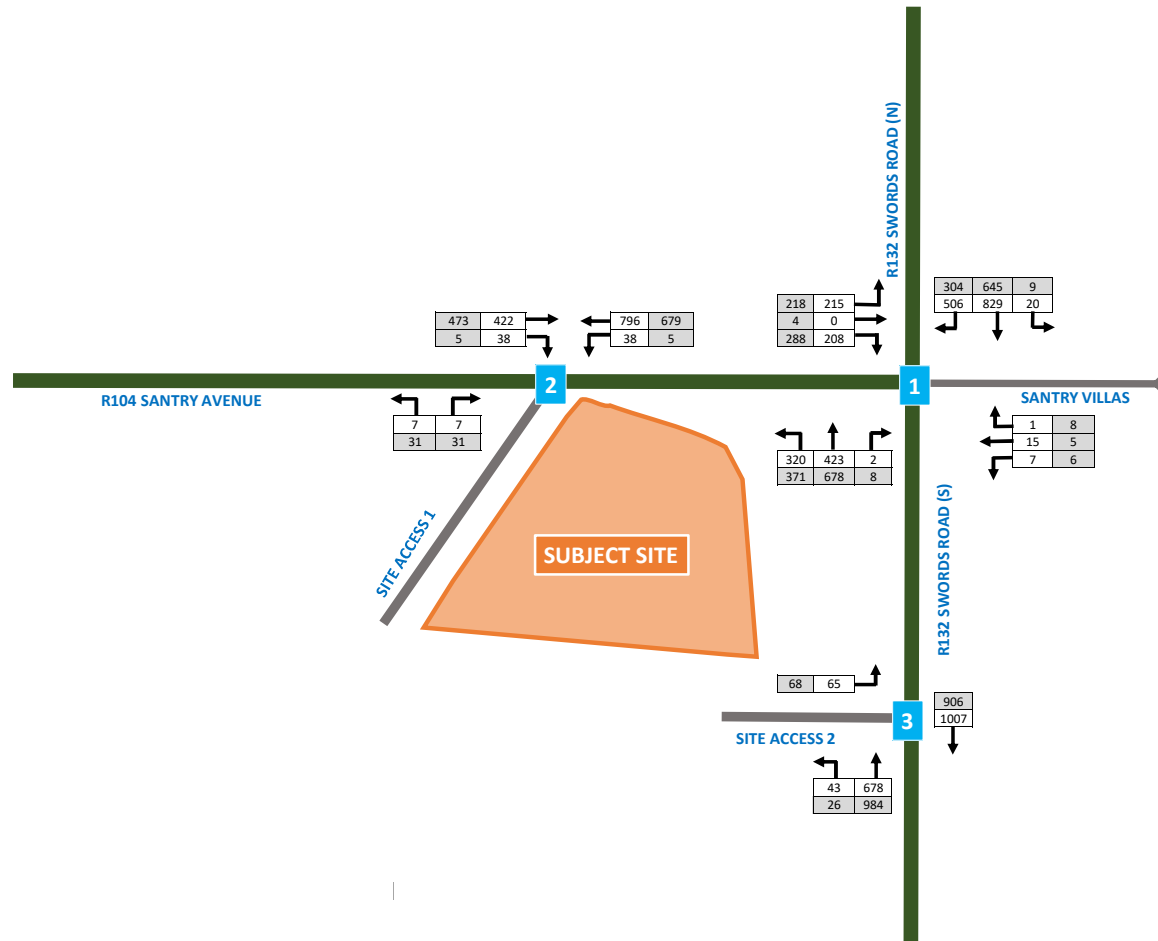 R132 SWORDS ROAD (N)
304 645 9
506 829 20
218 215
4 0
288 208
473 422
5 38
796 679
38 5
2
1
R104 SANTRY AVENUE
SANTRY VILLAS
7 7
31 31
1 8
15 5
7 6
320 423 2
371 678 8
SITE ACCESS 1
SUBJECT SITE
R132 SWORDS ROAD (S)
68 65
906
1007
3
SITE ACCESS 2
43 678
26 984